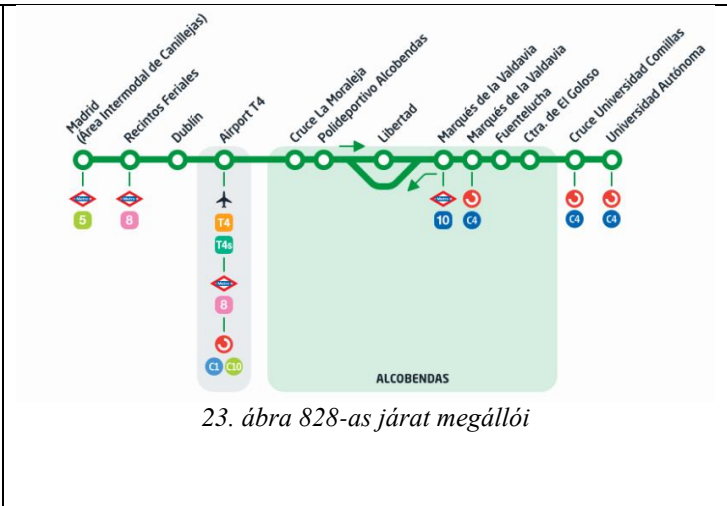 Madrid
(Área Intermodal de Canillejas)
Recintos Feriales
Dublín
Airport T4
Cruce La Moraleja
Polideportivo Alcobendas
Libertad
Marqués de la Valdavia
Marqués de la Valdavia
Fuentelucha
Ctra. de El Goloso
Cruce Universidad Comillas
Universidad Autónoma
5
8
T4
T4s
8
C1 C10
10
C4
C4
C4
ALCOBENDAS
23. ábra 828-as járat megállói